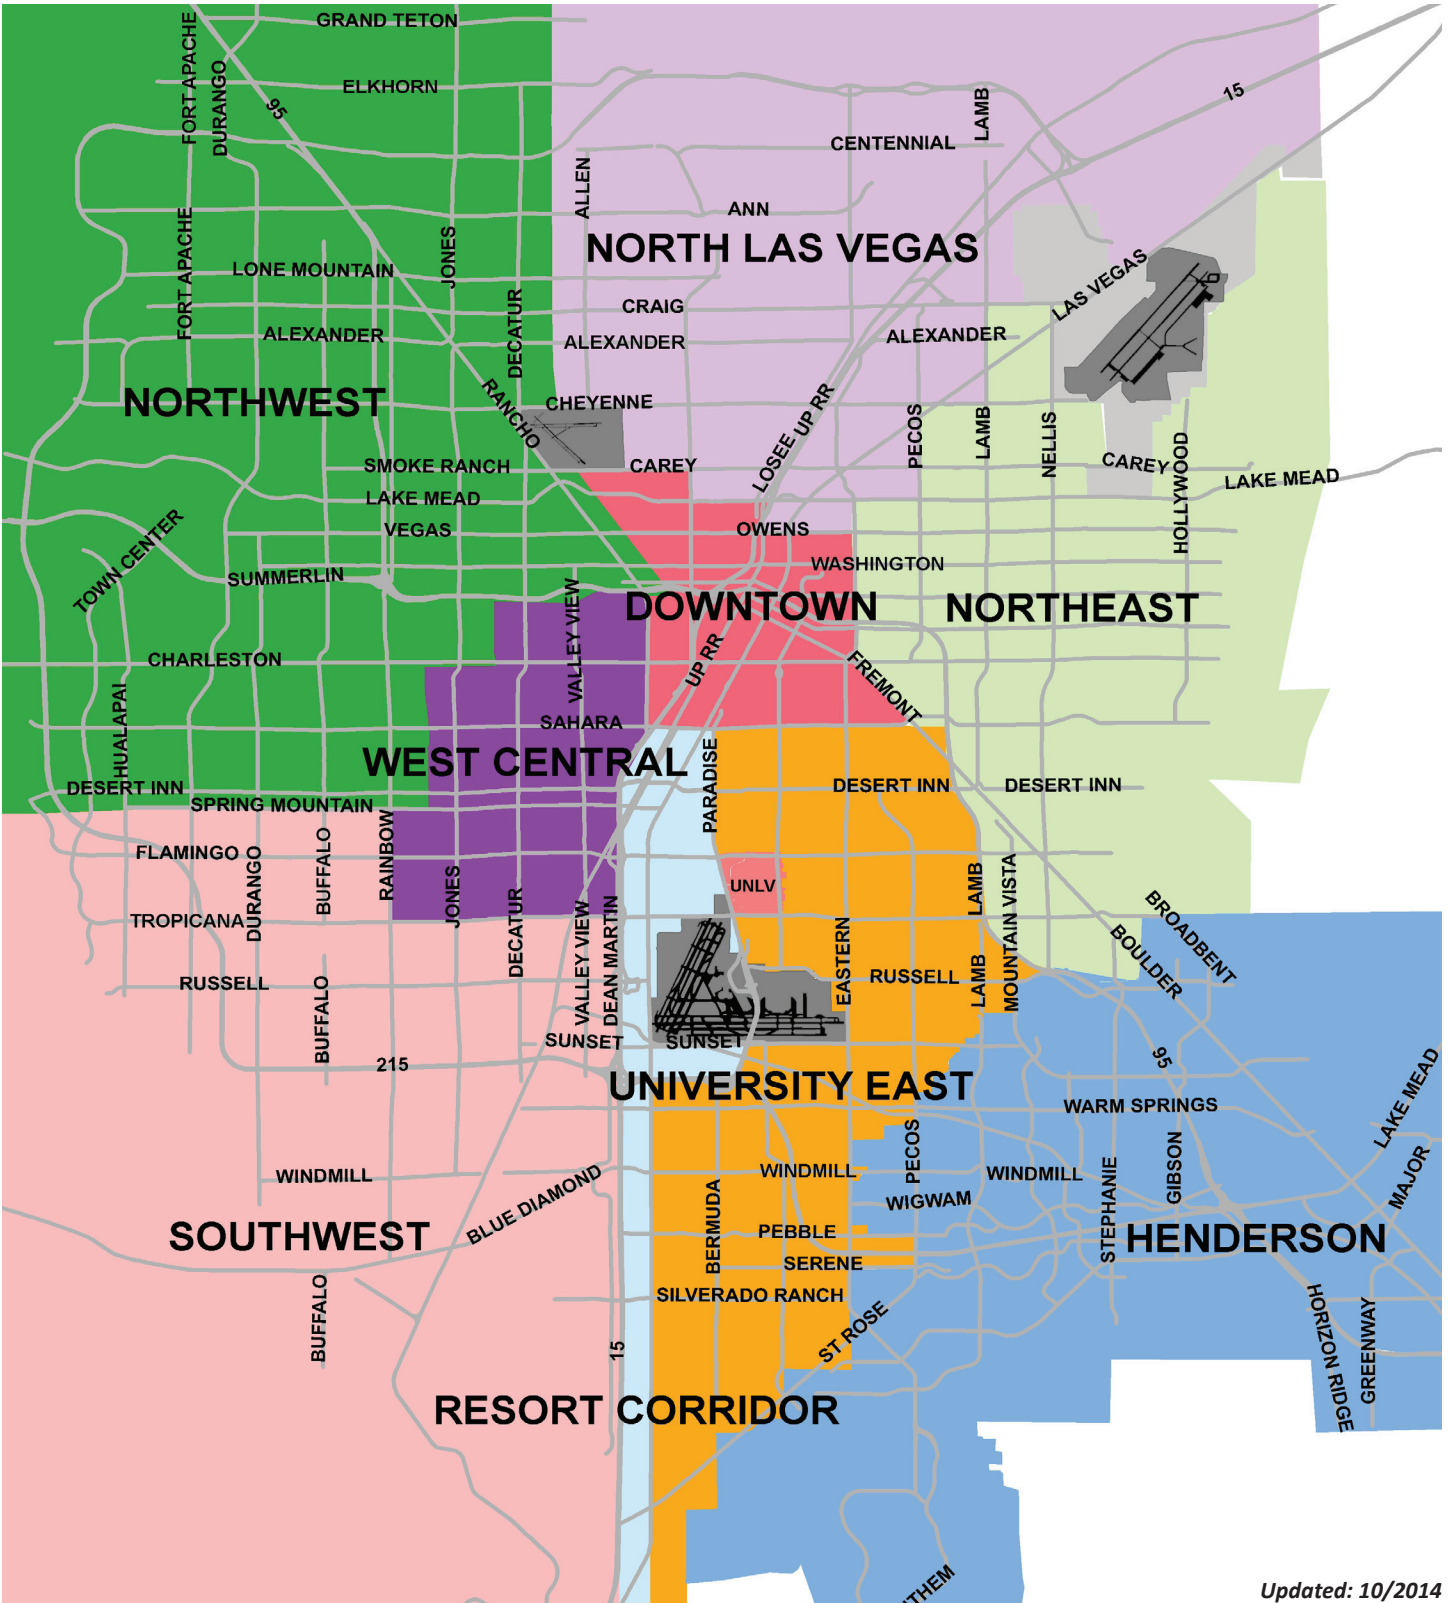 GRAND TETON
FORT APACHE
DURANGO
ELKHORN
95
LAMB
15
CENTENNIAL
ALLEN
ANN
FORT APACHE
JONES
NORTH LAS VEGAS
LONE MOUNTAIN
LAS VEGAS
DECATUR
CRAIG
ALEXANDER
ALEXANDER
ALEXANDER
NORTHWEST
RANCHO
CHEYENNE
UP RR
LOSEE
PECOS
LAMB
NELLIS
HOLLYWOOD
SMOKE RANCH
CAREY
CAREY
LAKE MEAD
LAKE MEAD
VEGAS
OWENS
TOWN CENTER
SUMMERLIN
WASHINGTON
VALLEY VIEW
DOWNTOWN
NORTHEAST
CHARLESTON
UP RR
FREMONT
HUALAPAI
SAHARA
WEST CENTRAL
PARADISE
DESERT INN
DESERT INN
DESERT INN
SPRING MOUNTAIN
FLAMINGO
DURANGO
BUFFALO
RAINBOW
JONES
DECATUR
VALLEY VIEW
DEAN MARTIN
UNLV
LAMB
MOUNTAIN VISTA
TROPICANA
EASTERN
BROADBENT
BOULDER
RUSSELL
RUSSELL
LAMB
BUFFALO
SUNSET
SUNSET
215
95
UNIVERSITY EAST
LAKE MEAD
WARM SPRINGS
PECOS
WINDMILL
WINDMILL
WINDMILL
STEPHANIE
GIBSON
MAJOR
BLUE DIAMOND
BERMUDA
WIGWAM
SOUTHWEST
PEBBLE
HENDERSON
SERENE
BUFFALO
SILVERADO RANCH
15
ST ROSE
HORIZON RIDGE
GREENWAY
RESORT CORRIDOR
THEM
Updated: 10/2014